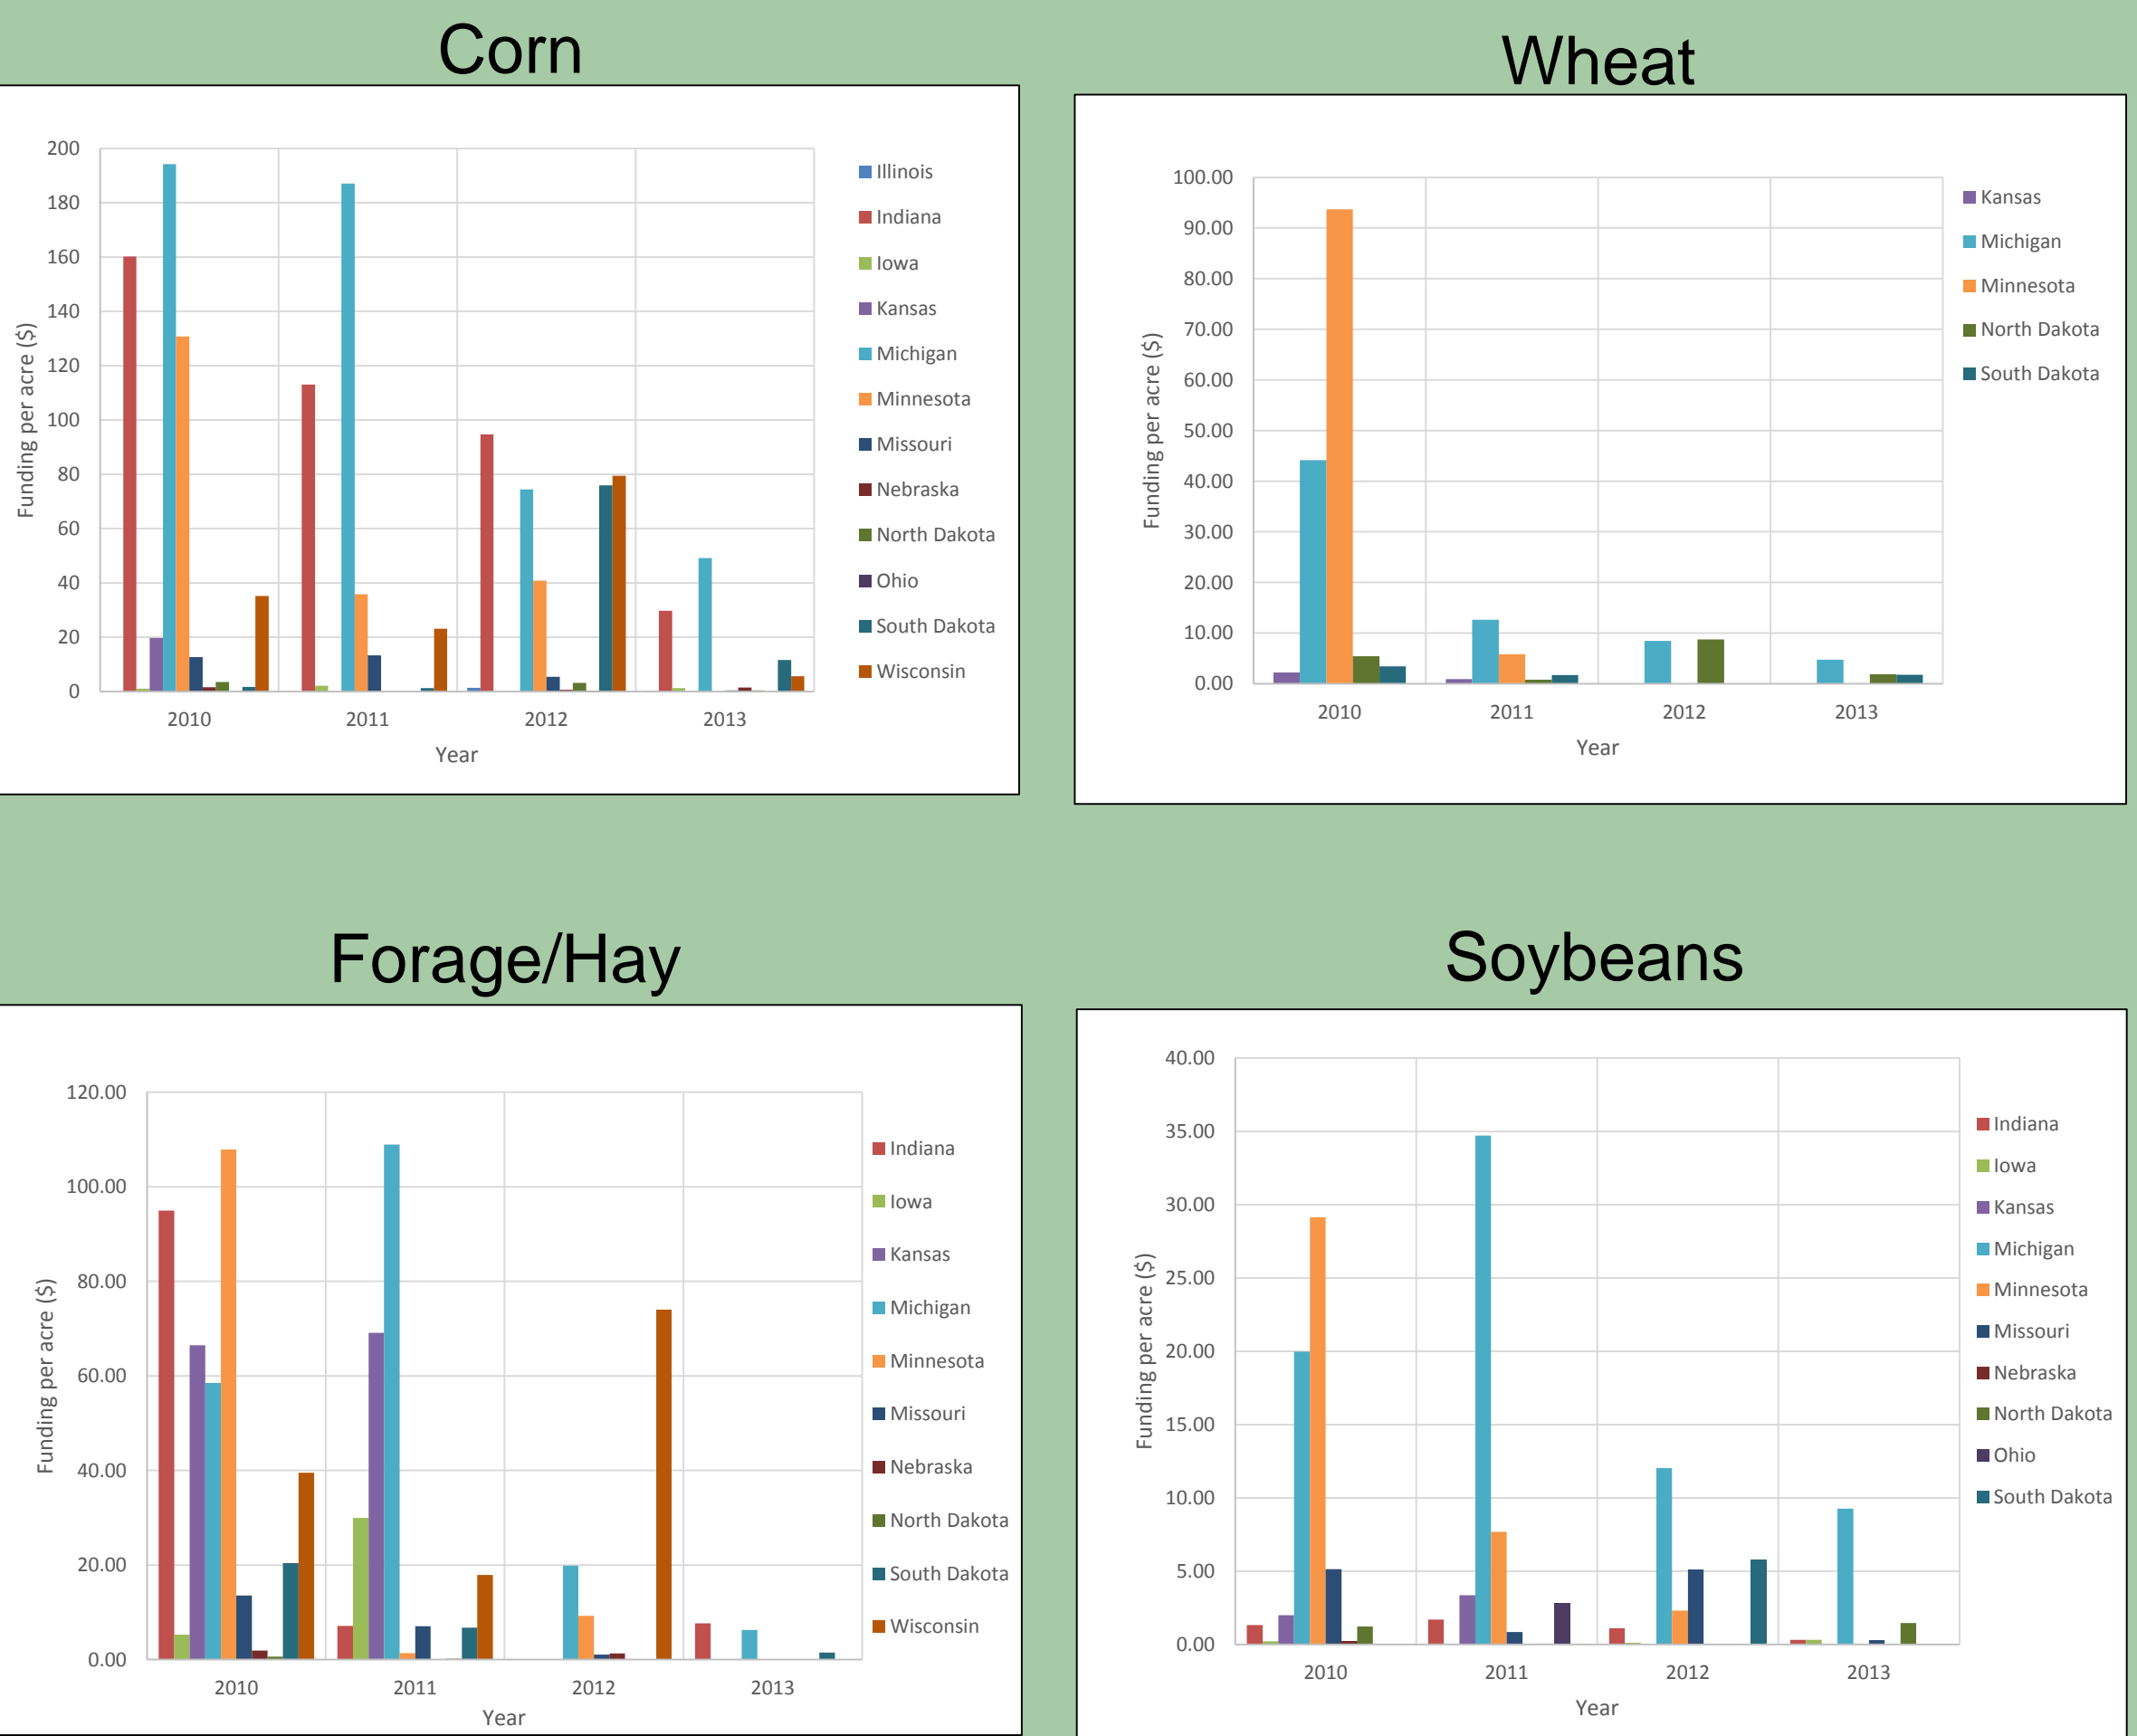 Corn
200
180
160
140
120
100
80
60
40
20
0
Funding per acre ($)
2010
2011
2012
2013
Year
Illinois
Indiana
Iowa
Kansas
Michigan
Minnesota
Missouri
Nebraska
North Dakota
Ohio
South Dakota
Wisconsin
Wheat
100.00
90.00
80.00
70.00
60.00
50.00
40.00
30.00
20.00
10.00
0.00
Funding per acre ($)
2010
2011
2012
2013
Year
Kansas
Michigan
Minnesota
North Dakota
South Dakota
Forage/Hay
120.00
100.00
80.00
60.00
40.00
20.00
0.00
Funding per acre ($)
2010
2011
2012
2013
Year
Indiana
Iowa
Kansas
Michigan
Minnesota
Missouri
Nebraska
North Dakota
South Dakota
Wisconsin
Soybeans
40.00
35.00
30.00
25.00
20.00
15.00
10.00
5.00
0.00
Funding per acre ($)
2010
2011
2012
2013
Year
Indiana
Iowa
Kansas
Michigan
Minnesota
Missouri
Nebraska
North Dakota
Ohio
South Dakota